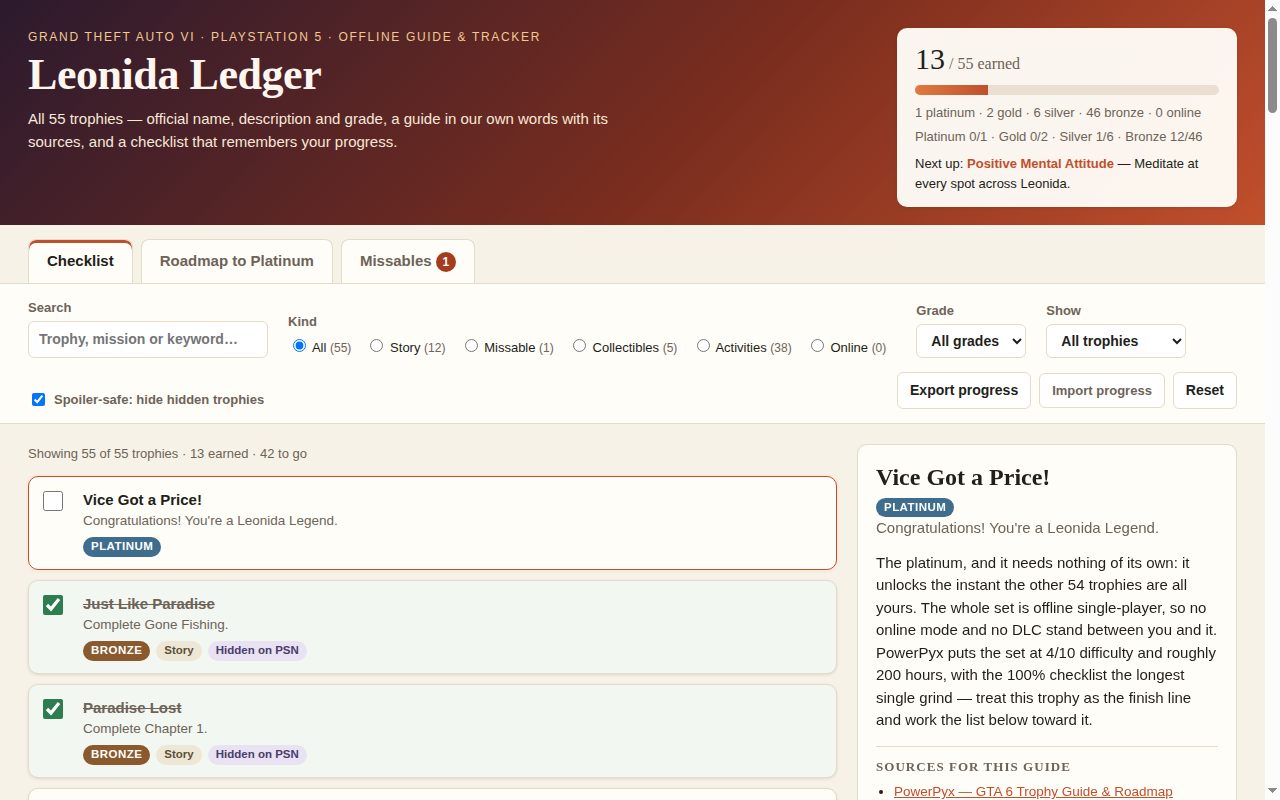 GRAND THEFT AUTO VI · PLAYSTATION 5 · OFFLINE GUIDE & TRACKER
Leonida Ledger
All 55 trophies — official name, description and grade, a guide in our own words with its
sources, and a checklist that remembers your progress.
13 / 55 earned
1 platinum · 2 gold · 6 silver · 46 bronze · 0 online
Platinum 0/1 · Gold 0/2 · Silver 1/6 · Bronze 12/46
Next up: Positive Mental Attitude — Meditate at
every spot across Leonida.
Checklist
Roadmap to Platinum
Missables 1
Search
Trophy, mission or keyword…
Kind
All (55)
Story (12)
Missable (1)
Collectibles (5)
Activities (38)
Online (0)
Grade
All grades
Show
All trophies
Spoiler-safe: hide hidden trophies
Export progress
Import progress
Reset
Showing 55 of 55 trophies · 13 earned · 42 to go
Vice Got a Price!
Congratulations! You're a Leonida Legend.
PLATINUM
Just Like Paradise
Complete Gone Fishing.
BRONZE Story Hidden on PSN
Paradise Lost
Complete Chapter 1.
BRONZE Story Hidden on PSN
Vice Got a Price!
PLATINUM
Congratulations! You're a Leonida Legend.
The platinum, and it needs nothing of its own: it
unlocks the instant the other 54 trophies are all
yours. The whole set is offline single-player, so no
online mode and no DLC stand between you and it.
PowerPyx puts the set at 4/10 difficulty and roughly
200 hours, with the 100% checklist the longest
single grind — treat this trophy as the finish line
and work the list below toward it.
SOURCES FOR THIS GUIDE
PowerPyx — GTA 6 Trophy Guide & Roadmap